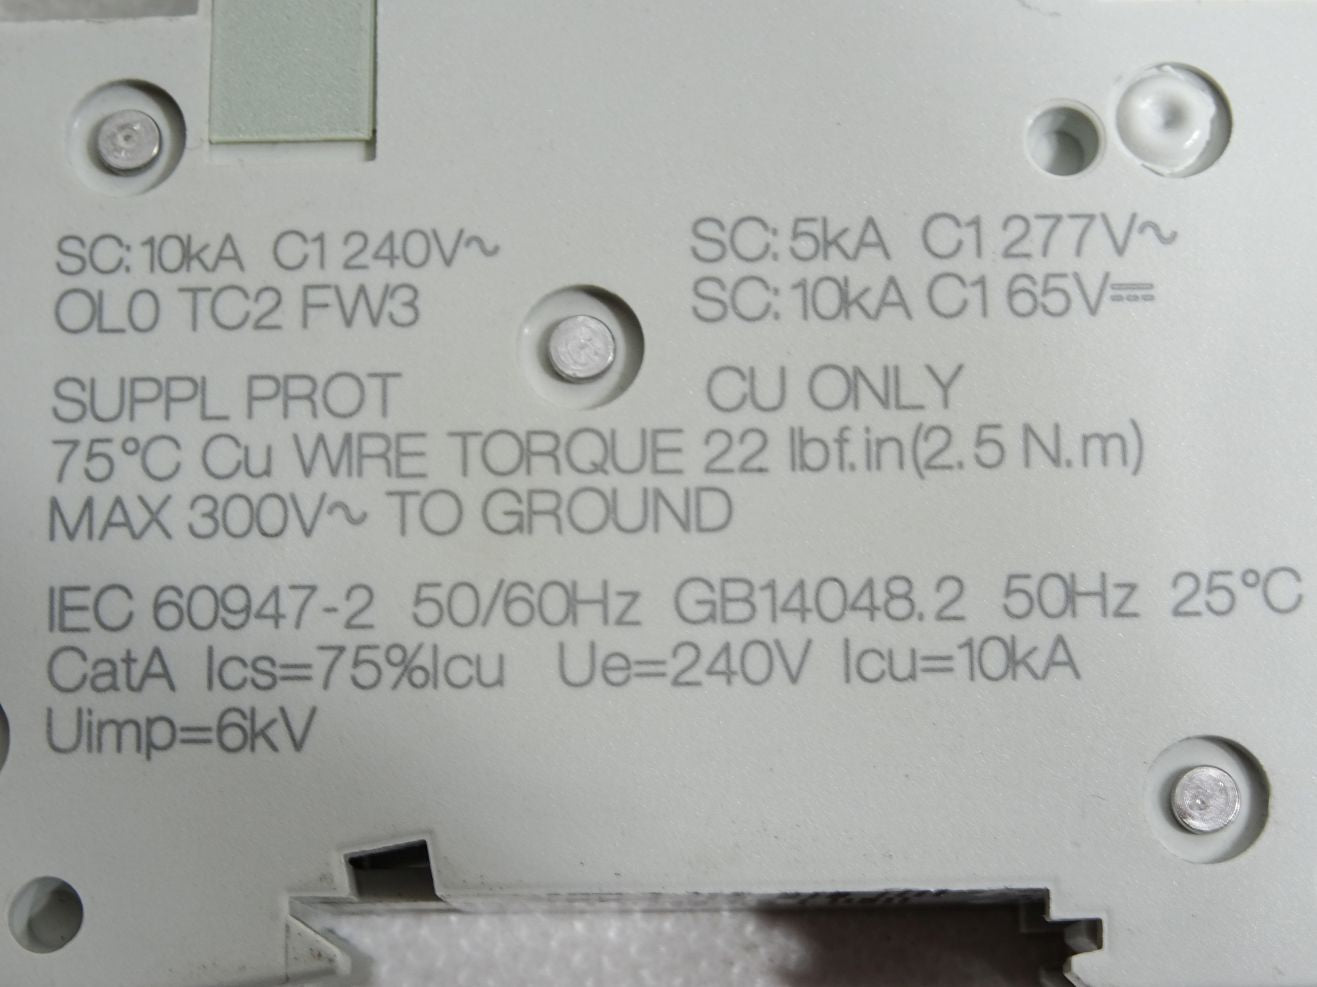 SC: 10kA C1 240V~
OL0 TC2 FW3
SC: 5kA C1 277V~
SC: 10kA C1 65V⎓
SUPPL PROT CU ONLY
75°C Cu WIRE TORQUE 22 lbf.in(2.5 N.m)
MAX 300V~ TO GROUND
IEC 60947-2 50/60Hz GB14048.2 50Hz 25°C
CatA Ics=75%Icu Ue=240V Icu=10kA
Uimp=6kV